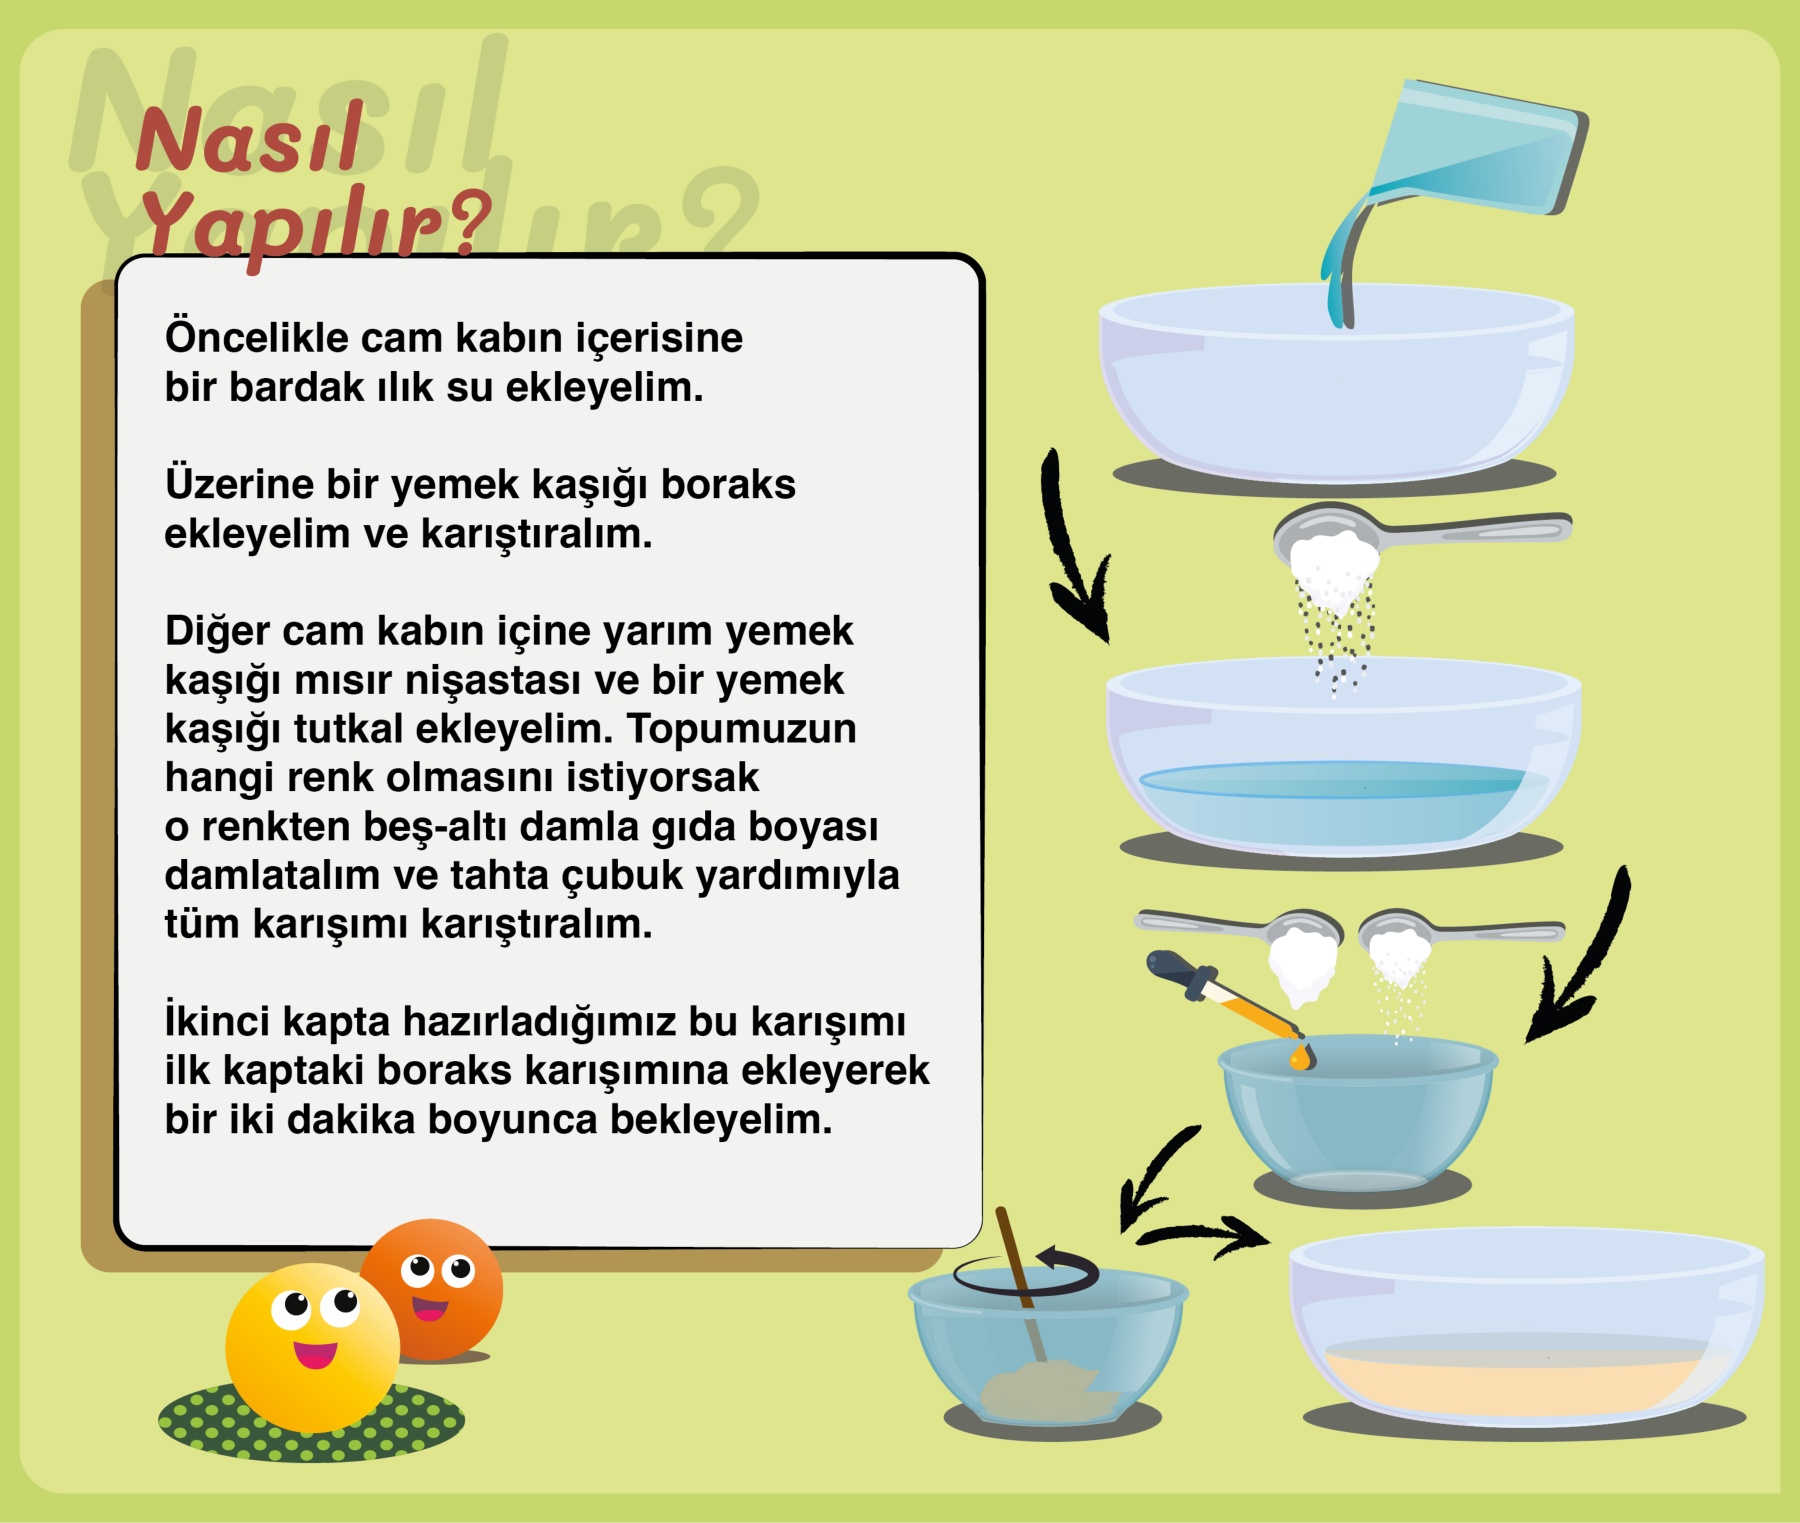 Nasıl
Yapılır?
Öncelikle cam kabın içerisine
bir bardak ılık su ekleyelim.
Üzerine bir yemek kaşığı boraks
ekleyelim ve karıştıralım.
Diğer cam kabın içine yarım yemek
kaşığı mısır nişastası ve bir yemek
kaşığı tutkal ekleyelim. Topumuzun
hangi renk olmasını istiyorsak
o renkten beş-altı damla gıda boyası
damlatalım ve tahta çubuk yardımıyla
tüm karışımı karıştıralım.
İkinci kapta hazırladığımız bu karışımı
ilk kaptaki boraks karışımına ekleyerek
bir iki dakika boyunca bekleyelim.